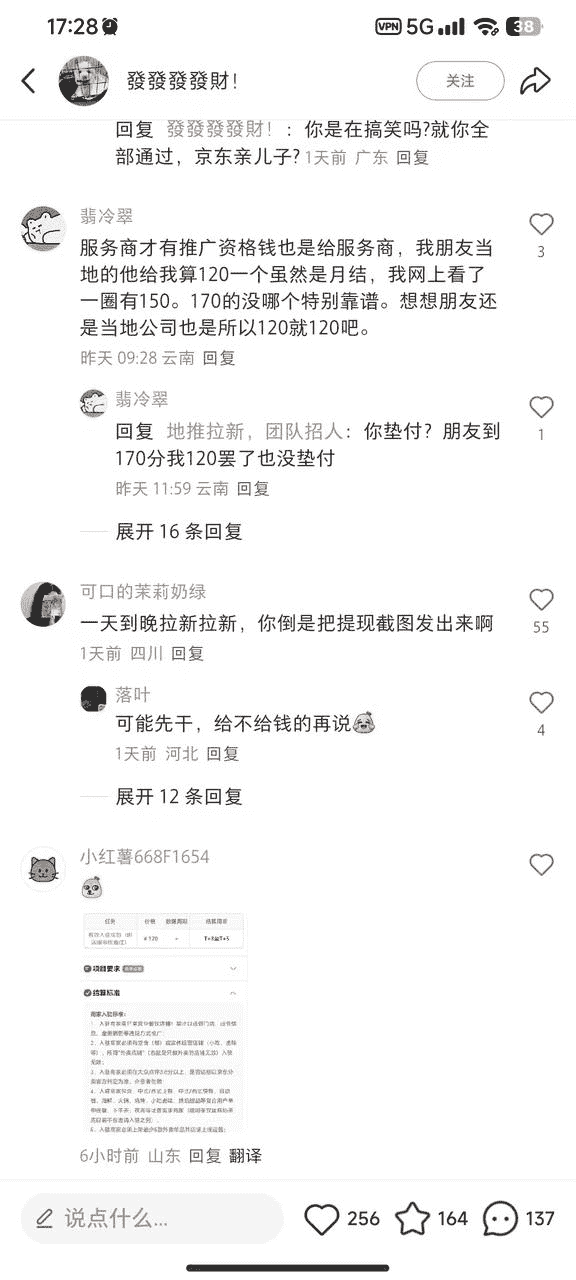 17:28
VPN 5G 38
發發發發財！
关注
回复 發發發發財！：你是在搞笑吗?就你全
部通过，京东亲儿子? 1天前 广东 回复
翡冷翠
服务商才有推广资格钱也是给服务商，我朋友当
地的他给我算120一个虽然是月结，我网上看了
一圈有150。170的没哪个特别靠谱。想想朋友还
是当地公司也是所以120就120吧。
3
昨天 09:28 云南 回复
翡冷翠
回复 地推拉新，团队招人：你垫付？朋友到
170分我120罢了也没垫付
1
昨天 11:59 云南 回复
展开 16 条回复
可口的茉莉奶绿
一天到晚拉新拉新，你倒是把提现截图发出来啊
55
1天前 四川 回复
落叶
可能先干，给不给钱的再说
4
1天前 河北 回复
展开 12 条回复
小红薯668F1654
任务 价格 数据周期 结算周期
￥120 -
项目要求
结算标准
商家入驻标准：
6小时前 山东 回复 翻译
说点什么...
256
164
137